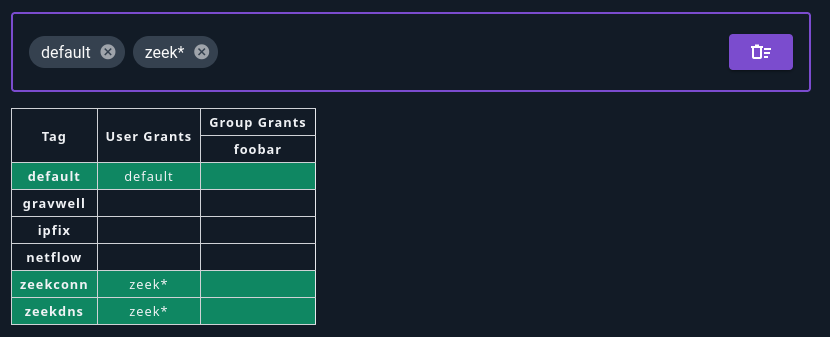 default zeek*
Tag User Grants Group Grants
foobar
default default
gravwell
ipfix
netflow
zeekconn zeek*
zeekdns zeek*